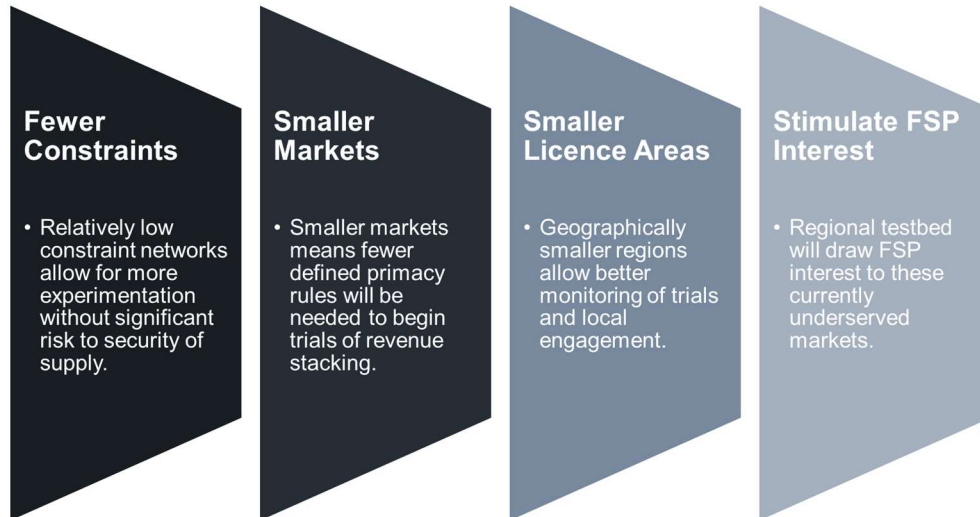 Fewer
Constraints
• Relatively low
constraint networks
allow for more
experimentation
without significant
risk to security of
supply.
Smaller
Markets
• Smaller markets
means fewer
defined primacy
rules will be
needed to begin
trials of revenue
stacking.
Smaller
Licence Areas
• Geographically
smaller regions
allow better
monitoring of trials
and local
engagement.
Stimulate FSP
Interest
• Regional testbed
will draw FSP
interest to these
currently
underserved
markets.